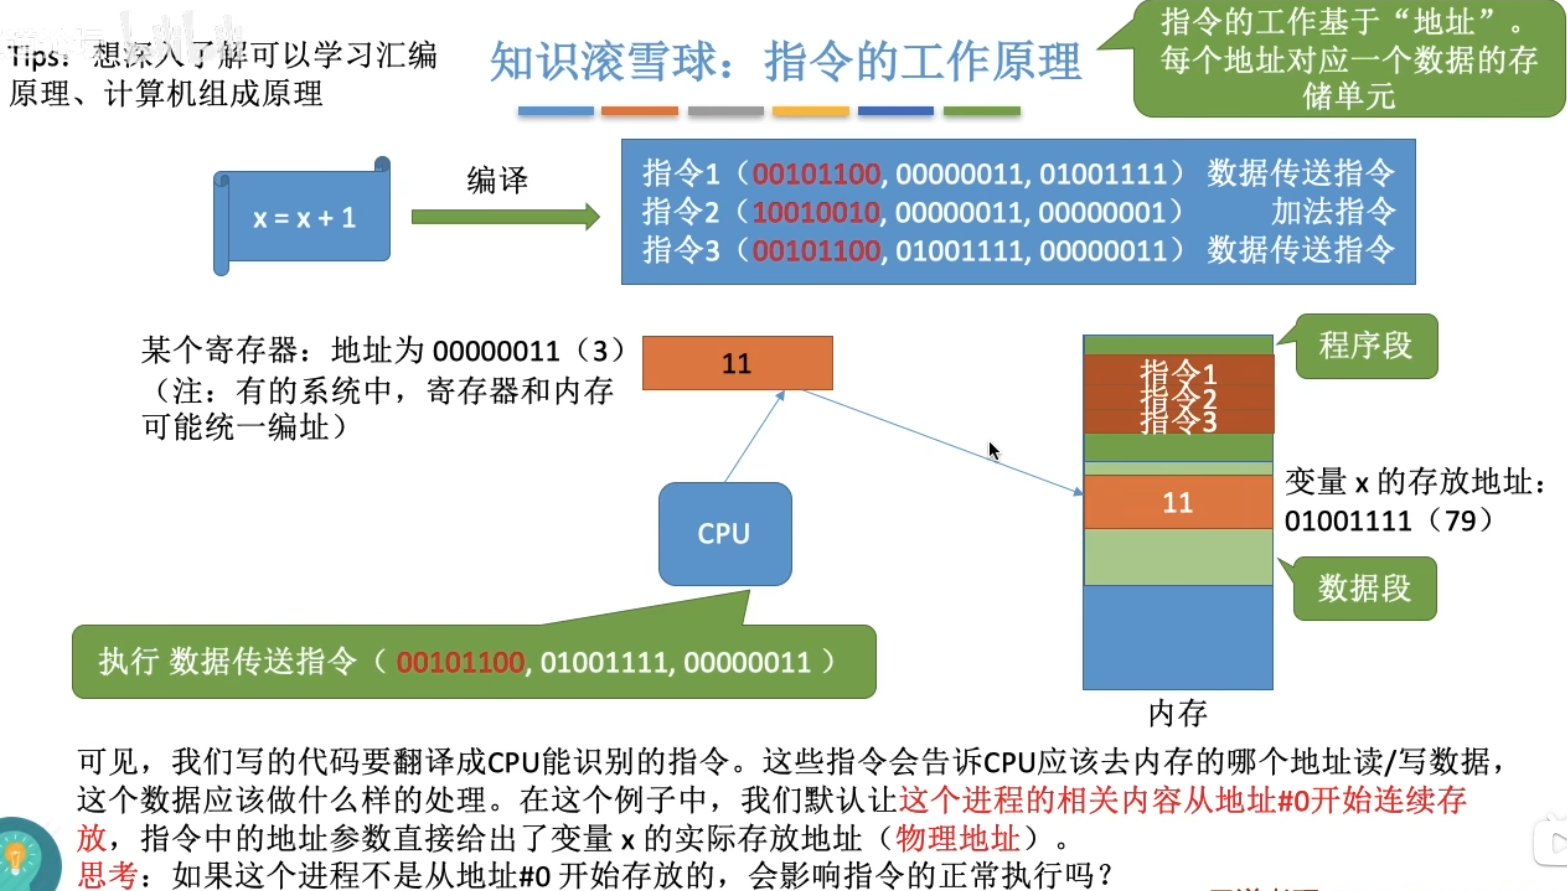 Tips: 想深入了解可以学习汇编
原理、计算机组成原理
知识滚雪球：指令的工作原理
指令的工作基于“地址”。
每个地址对应一个数据的存
储单元
x = x + 1
编译
指令1（00101100, 00000011, 01001111） 数据传送指令
指令2（10010010, 00000011, 00000001） 加法指令
指令3（00101100, 01001111, 00000011） 数据传送指令
某个寄存器：地址为 00000011（3）
（注：有的系统中，寄存器和内存
可能统一编址）
11
程序段
指令1
指令2
指令3
11
变量 x 的存放地址：
01001111（79）
CPU
数据段
执行 数据传送指令（ 00101100, 01001111, 00000011 ）
内存
可见，我们写的代码要翻译成CPU能识别的指令。这些指令会告诉CPU应该去内存的哪个地址读/写数据，
这个数据应该做什么样的处理。在这个例子中，我们默认让这个进程的相关内容从地址#0开始连续存
放，指令中的地址参数直接给出了变量 x 的实际存放地址（物理地址）。
思考：如果这个进程不是从地址#0 开始存放的，会影响指令的正常执行吗？